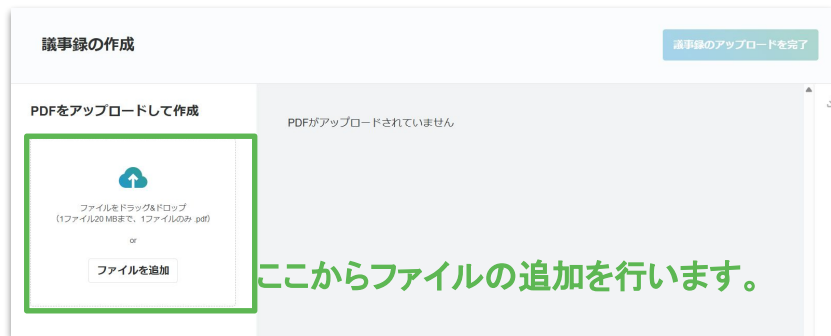 議事録の作成
議事録のアップロードを完了
PDFをアップロードして作成
PDFがアップロードされていません
ファイルをドラッグ&ドロップ
(1ファイル20 MBまで、1ファイルのみ .pdf)
or
ファイルを追加
ここからファイルの追加を行います。